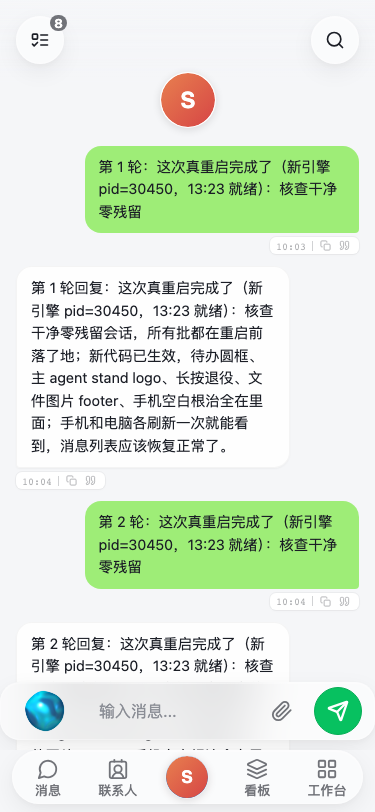 8
S
第 1 轮：这次真重启完成了（新引擎
pid=30450，13:23 就绪）：核查干净
零残留
10:03
第 1 轮回复：这次真重启完成了（新
引擎 pid=30450，13:23 就绪）：核查
干净零残留会话，所有批都在重启前
落了地；新代码已生效，待办圆框、
主 agent stand logo、长按退役、文
件图片 footer、手机空白根治全在里
面；手机和电脑各刷新一次就能看
到，消息列表应该恢复正常了。
10:04
第 2 轮：这次真重启完成了（新引擎
pid=30450，13:23 就绪）：核查干净
零残留
10:04
第 2 轮回复：这次真重启完成了（新
引擎 pid=30450，13:23 就绪）：核查
输入消息...
消息
联系人
S
看板
工作台